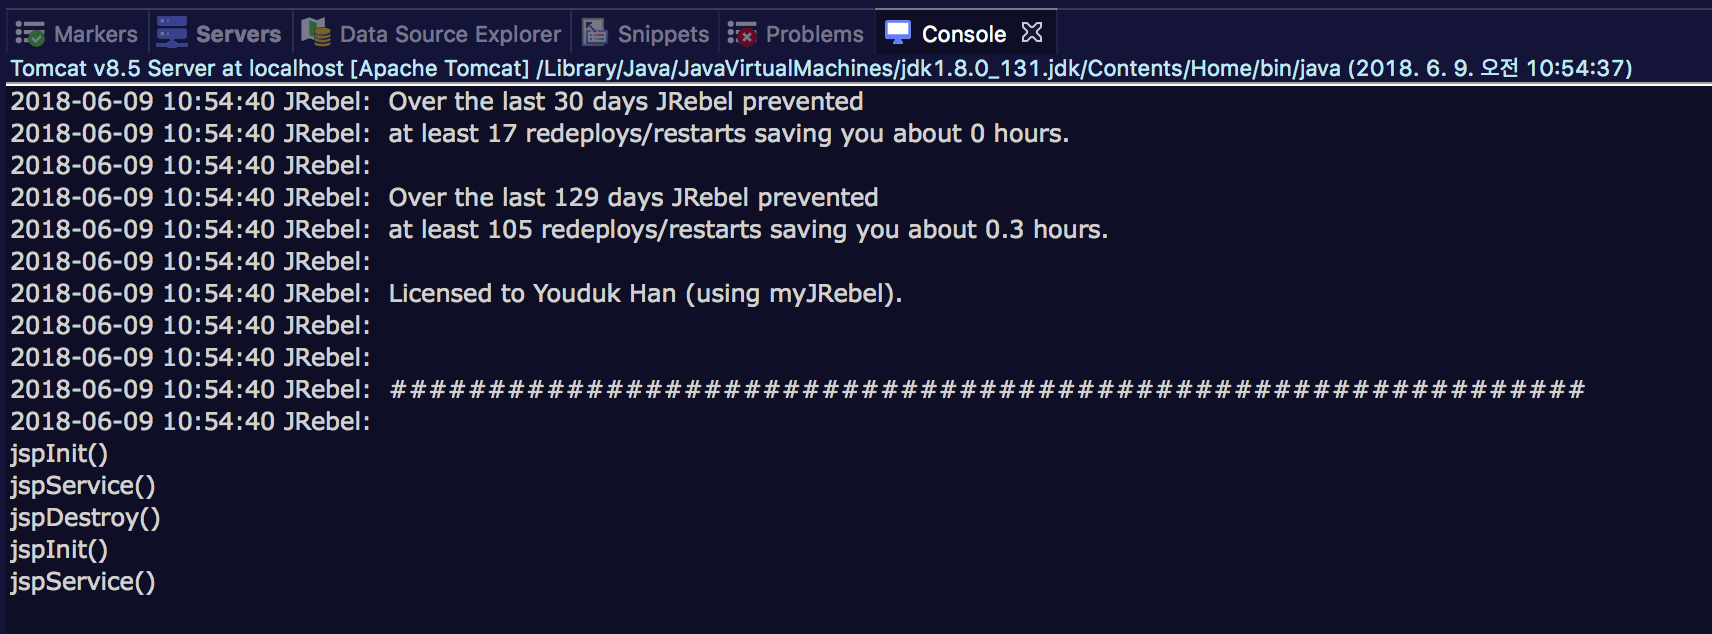 Markers Servers Data Source Explorer Snippets Problems Console
Tomcat v8.5 Server at localhost [Apache Tomcat] /Library/Java/JavaVirtualMachines/jdk1.8.0_131.jdk/Contents/Home/bin/java (2018. 6. 9. 오전 10:54:37)
2018-06-09 10:54:40 JRebel:  Over the last 30 days JRebel prevented
2018-06-09 10:54:40 JRebel:  at least 17 redeploys/restarts saving you about 0 hours.
2018-06-09 10:54:40 JRebel:
2018-06-09 10:54:40 JRebel:  Over the last 129 days JRebel prevented
2018-06-09 10:54:40 JRebel:  at least 105 redeploys/restarts saving you about 0.3 hours.
2018-06-09 10:54:40 JRebel:
2018-06-09 10:54:40 JRebel:  Licensed to Youduk Han (using myJRebel).
2018-06-09 10:54:40 JRebel:
2018-06-09 10:54:40 JRebel:
2018-06-09 10:54:40 JRebel:  #############################################################
2018-06-09 10:54:40 JRebel:
jspInit()
jspService()
jspDestroy()
jspInit()
jspService()